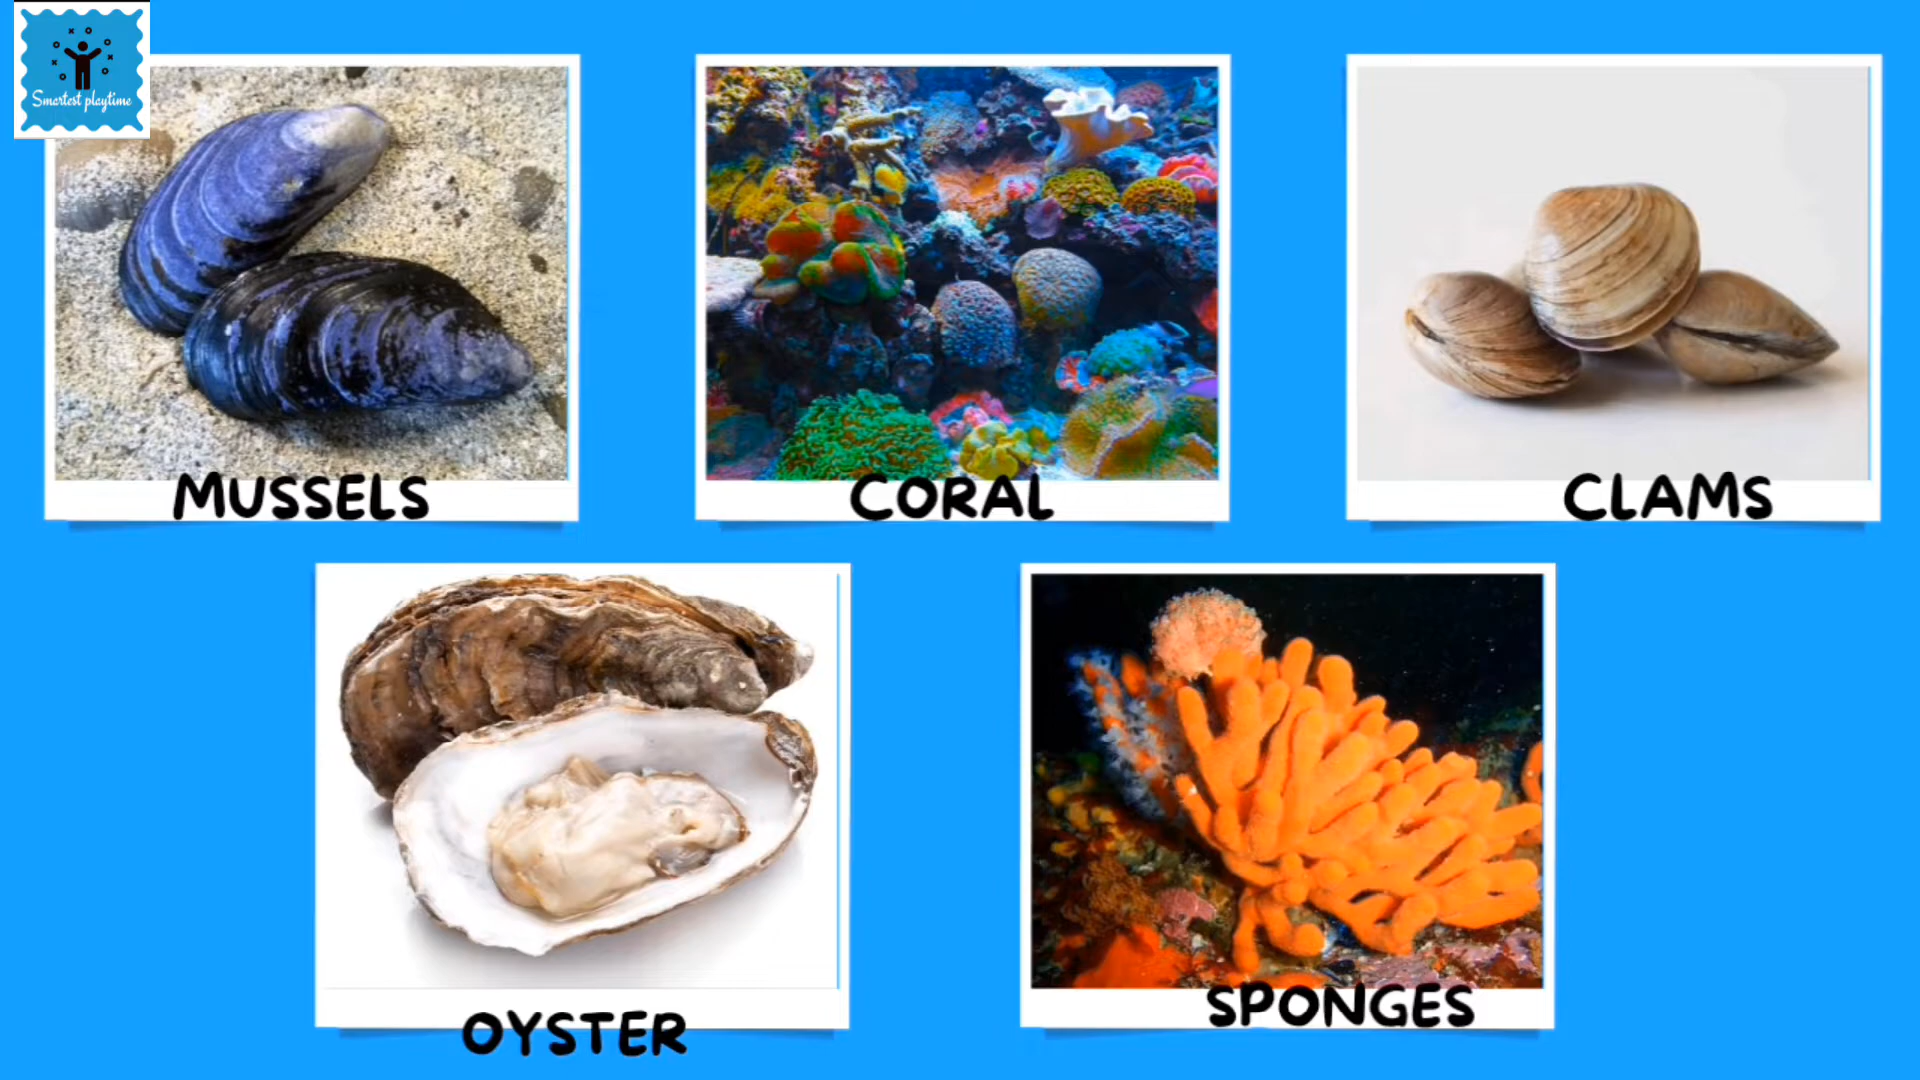 Smartest playtime
MUSSELS
CORAL
CLAMS
OYSTER
SPONGES